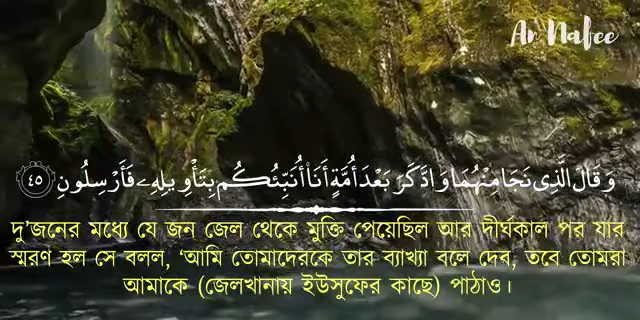 An Nafee
وَقَالَ الَّذِي نَجَا مِنْهُمَا وَادَّكَرَ بَعْدَ أُمَّةٍ أَنَا۠ أُنَبِّئُكُم بِتَأْوِيلِهِۦ فَأَرْسِلُونِ ۝٤٥
দু’জনের মধ্যে যে জন জেল থেকে মুক্তি পেয়েছিল আর দীর্ঘকাল পর যার
স্মরণ হল সে বলল, ‘আমি তোমাদেরকে তার ব্যাখ্যা বলে দেব, তবে তোমরা
আমাকে (জেলখানায় ইউসুফের কাছে) পাঠাও।